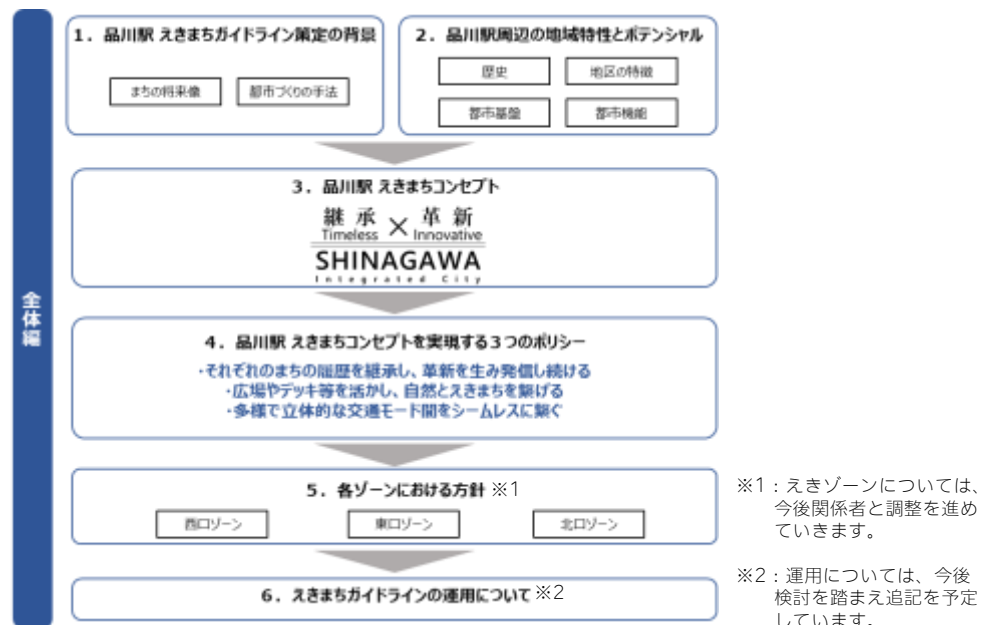 全体編
1．品川駅 えきまちガイドライン策定の背景
まちの将来像
都市づくりの手法
2．品川駅周辺の地域特性とポテンシャル
歴史
地区の特徴
都市基盤
都市機能
3．品川駅 えきまちコンセプト
継承 × 革新
Timeless Innovative
SHINAGAWA
Integrated City
4．品川駅 えきまちコンセプトを実現する３つのポリシー
・それぞれのまちの履歴を継承し、革新を生み発信し続ける
・広場やデッキ等を活かし、自然とえきまちを繋げる
・多様で立体的な交通モード間をシームレスに繋ぐ
5．各ゾーンにおける方針 ※1
西口ゾーン
東口ゾーン
北口ゾーン
6．えきまちガイドラインの運用について ※2
※1：えきゾーンについては、
今後関係者と調整を進め
ていきます。
※2：運用については、今後
検討を踏まえ追記を予定
しています。